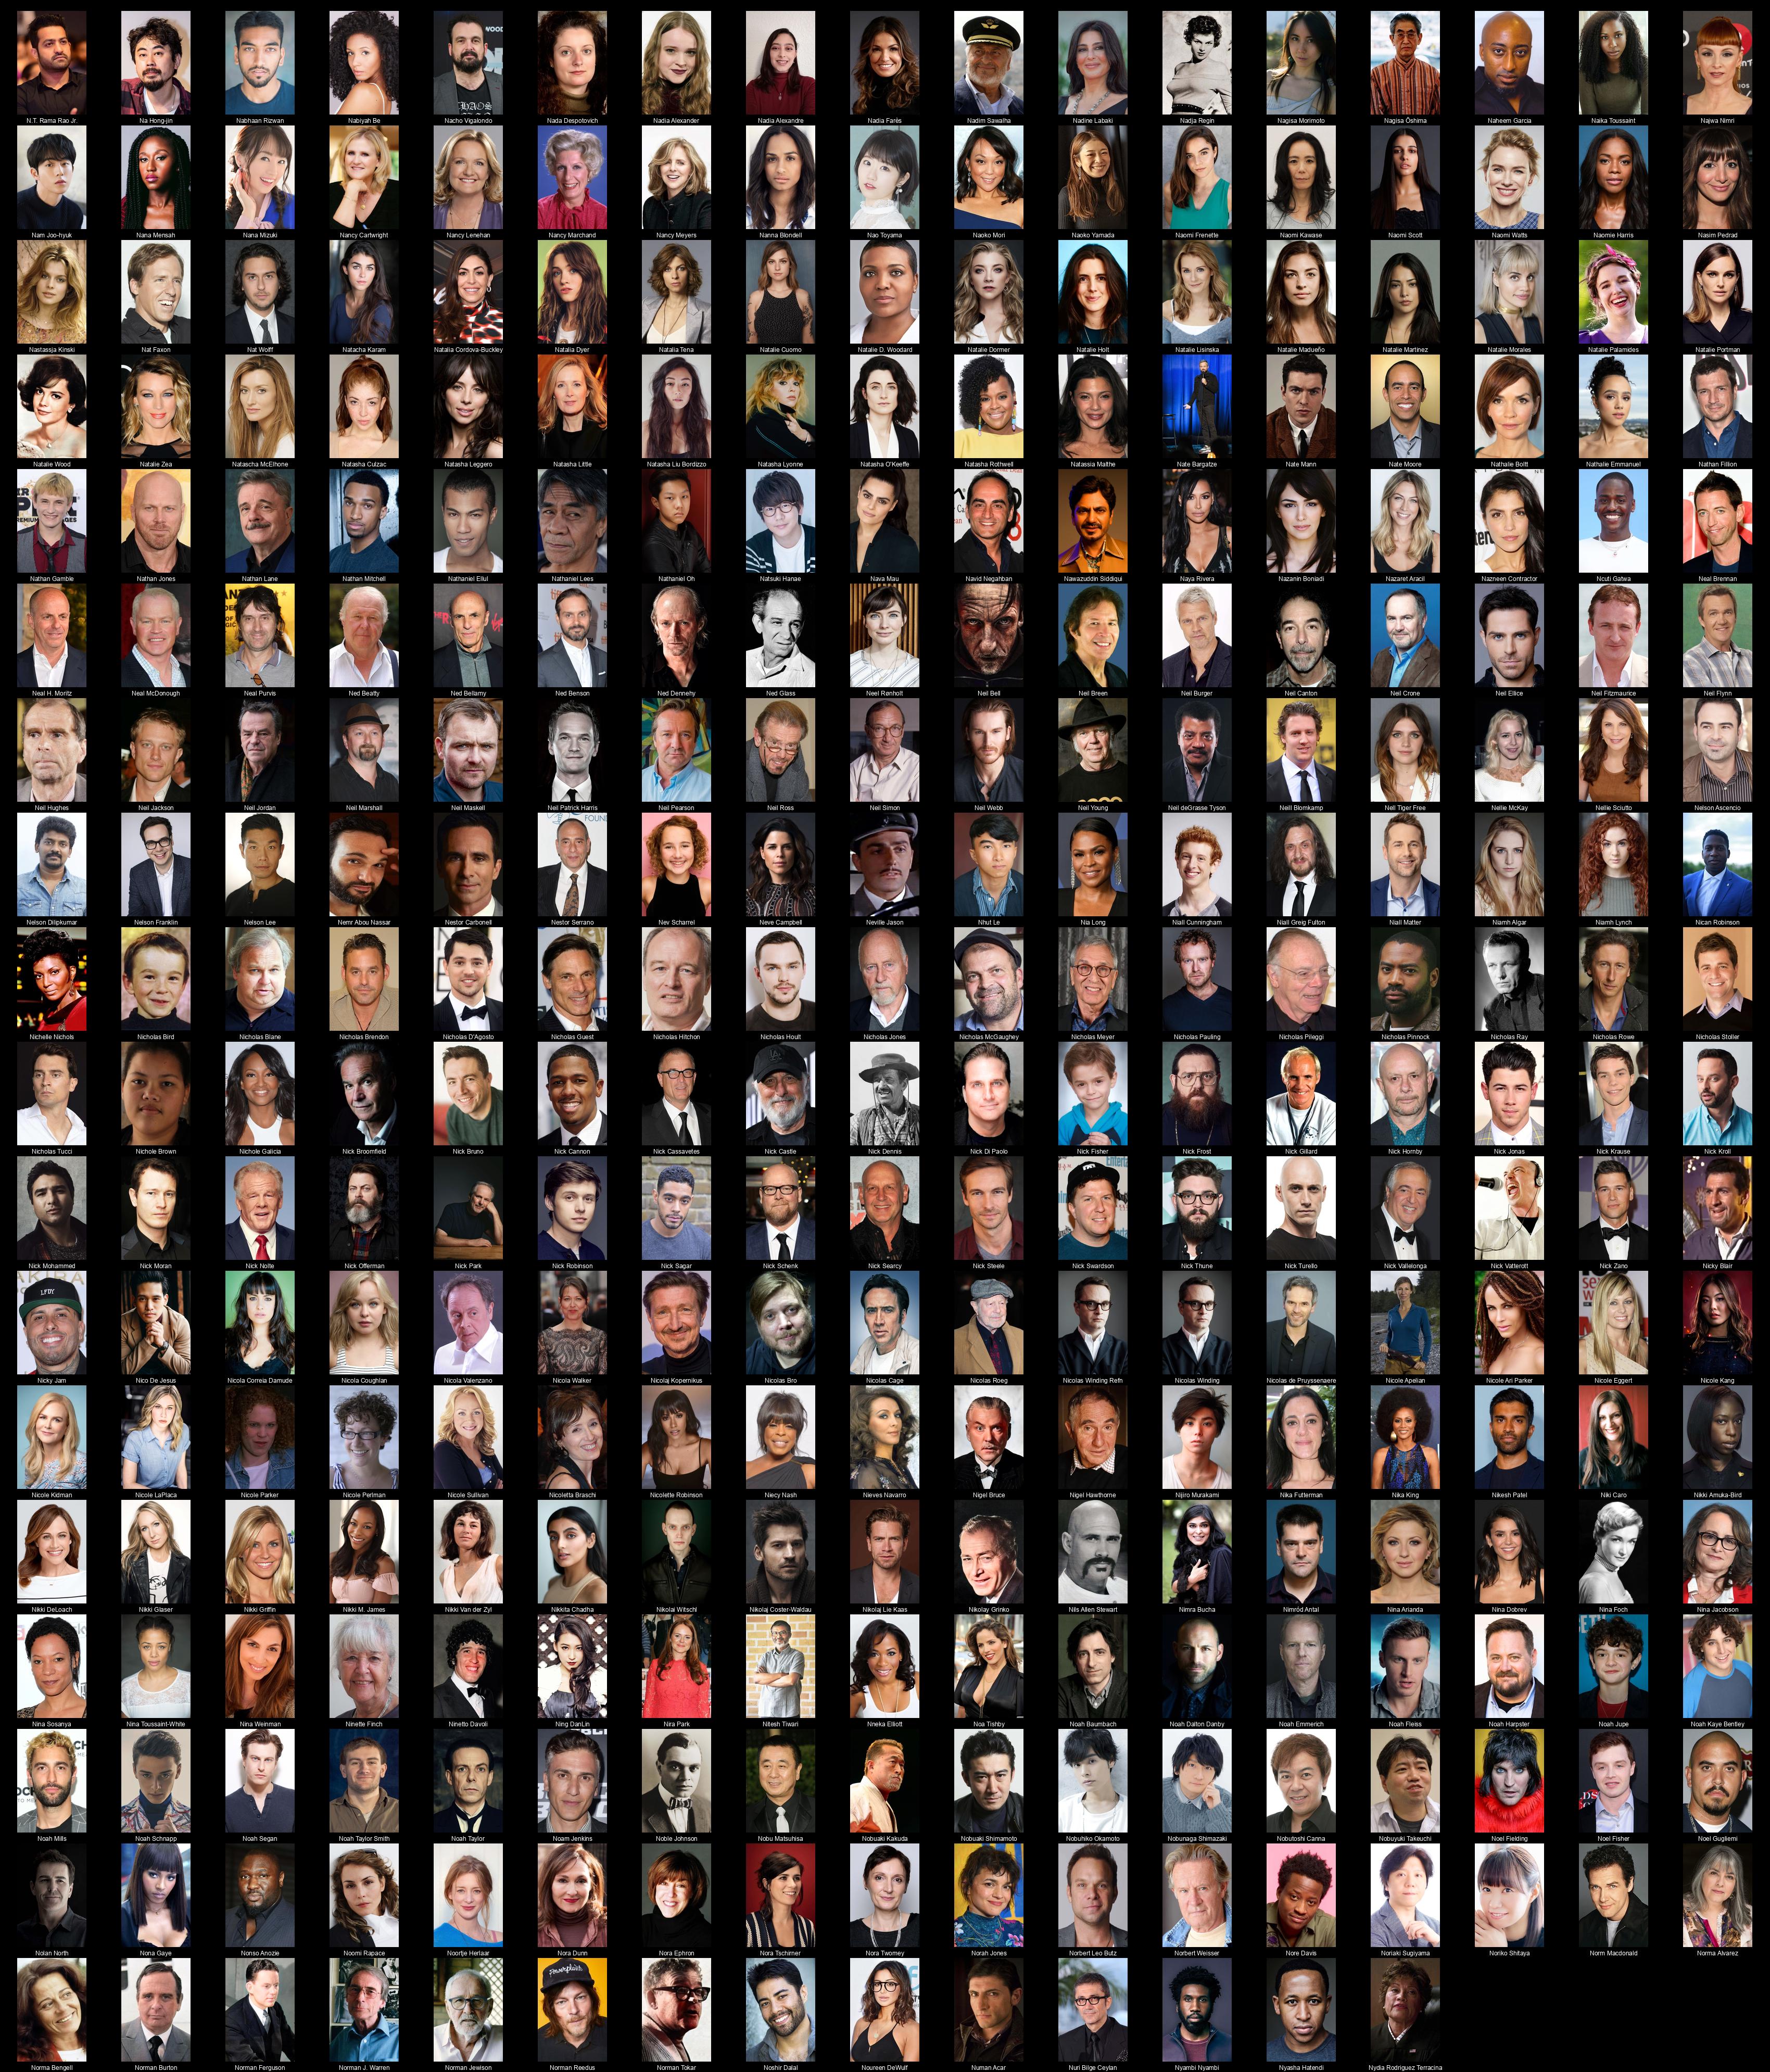 N.T. Rama Rao Jr. Na Hong-jin Nabhaan Rizwan Nabiyah Be Nacho Vigalondo Nada Despotovich Nadia Alexander Nadia Alexandre Nadia Farès Nadim Sawalha Nadine Labaki Nadja Regin Nagisa Morimoto Nagisa Ōshima Naheem Garcia Naika Toussaint Najwa Nimri
Nam Joo-hyuk Nana Mensah Nana Mizuki Nancy Cartwright Nancy Lenehan Nancy Marchand Nancy Meyers Nanna Blondell Nao Toyama Naoko Mori Naoko Yamada Naomi Frenette Naomi Kawase Naomi Scott Naomi Watts Naomie Harris Nasim Pedrad
Nastassja Kinski Nat Faxon Nat Wolff Natacha Karam Natalia Cordova-Buckley Natalia Dyer Natalia Tena Natalie Cuomo Natalie D. Woodard Natalie Dormer Natalie Holt Natalie Lisinska Natalie Madueño Natalie Martinez Natalie Morales Natalie Palamides Natalie Portman
Natalie Wood Natalie Zea Natascha McElhone Natasha Culzac Natasha Leggero Natasha Little Natasha Liu Bordizzo Natasha Lyonne Natasha O'Keeffe Natasha Rothwell Natassia Malthe Nate Bargatze Nate Mann Nate Moore Nathalie Boltt Nathalie Emmanuel Nathan Fillion
Nathan Gamble Nathan Jones Nathan Lane Nathan Mitchell Nathaniel Ellul Nathaniel Lees Nathaniel Oh Natsuki Hanae Nava Mau Navid Negahban Nawazuddin Siddiqui Naya Rivera Nazanin Boniadi Nazaret Aracil Nazneen Contractor Ncuti Gatwa Neal Brennan
Neal H. Moritz Neal McDonough Neal Purvis Ned Beatty Ned Bellamy Ned Benson Ned Dennehy Ned Glass Neel Rønholt Neil Bell Neil Breen Neil Burger Neil Canton Neil Crone Neil Ellice Neil Fitzmaurice Neil Flynn
Neil Hughes Neil Jackson Neil Jordan Neil Marshall Neil Maskell Neil Patrick Harris Neil Pearson Neil Ross Neil Simon Neil Webb Neil Young Neil deGrasse Tyson Neill Blomkamp Nell Tiger Free Nellie McKay Nellie Sciutto Nelson Ascencio
Nelson Dilipkumar Nelson Franklin Nelson Lee Nemr Abou Nassar Nestor Carbonell Nestor Serrano Nev Scharrel Neve Campbell Neville Jason Nhut Le Nia Long Niall Cunningham Niall Greig Fulton Niall Matter Niamh Algar Niamh Lynch Nican Robinson
Nichelle Nichols Nicholas Bird Nicholas Blane Nicholas Brendon Nicholas D'Agosto Nicholas Guest Nicholas Hitchon Nicholas Hoult Nicholas Jones Nicholas McGaughey Nicholas Meyer Nicholas Pauling Nicholas Pileggi Nicholas Pinnock Nicholas Ray Nicholas Rowe Nicholas Stoller
Nicholas Tucci Nichole Brown Nichole Galicia Nick Broomfield Nick Bruno Nick Cannon Nick Cassavetes Nick Castle Nick Dennis Nick Di Paolo Nick Fisher Nick Frost Nick Gillard Nick Hornby Nick Jonas Nick Krause Nick Kroll
Nick Mohammed Nick Moran Nick Nolte Nick Offerman Nick Park Nick Robinson Nick Sagar Nick Schenk Nick Searcy Nick Steele Nick Swardson Nick Thune Nick Turello Nick Vallelonga Nick Vatterott Nick Zano Nicky Blair
Nicky Jam Nico De Jesus Nicola Correia Damude Nicola Coughlan Nicola Valenzano Nicola Walker Nicolaj Kopernikus Nicolas Bro Nicolas Cage Nicolas Roeg Nicolas Winding Refn Nicolas Winding Nicolas de Pruyssenaere Nicole Apelian Nicole Ari Parker Nicole Eggert Nicole Kang
Nicole Kidman Nicole LaPlaca Nicole Parker Nicole Perlman Nicole Sullivan Nicoletta Braschi Nicolette Robinson Niecy Nash Nieves Navarro Nigel Bruce Nigel Hawthorne Nijiro Murakami Nika Futterman Nika King Nikesh Patel Niki Caro Nikki Amuka-Bird
Nikki DeLoach Nikki Glaser Nikki Griffin Nikki M. James Nikki Van der Zyl Nikkita Chadha Nikolai Witschl Nikolaj Coster-Waldau Nikolaj Lie Kaas Nikolay Grinko Nils Allen Stewart Nimra Bucha Nimród Antal Nina Arianda Nina Dobrev Nina Foch Nina Jacobson
Nina Sosanya Nina Toussaint-White Nina Weinman Ninette Finch Ninetto Davoli Ning DanLin Nira Park Nitesh Tiwari Nneka Elliott Noa Tishby Noah Baumbach Noah Dalton Danby Noah Emmerich Noah Fleiss Noah Harpster Noah Jupe Noah Kaye Bentley
Noah Mills Noah Schnapp Noah Segan Noah Taylor Smith Noah Taylor Noam Jenkins Noble Johnson Nobu Matsuhisa Nobuaki Kakuda Nobuaki Shimamoto Nobuhiko Okamoto Nobunaga Shimazaki Nobutoshi Canna Nobuyuki Takeuchi Noel Fielding Noel Fisher Noel Gugliemi
Nolan North Nona Gaye Nonso Anozie Noomi Rapace Noortje Herlaar Nora Dunn Nora Ephron Nora Tschirner Nora Twomey Norah Jones Norbert Leo Butz Norbert Weisser Nore Davis Noriaki Sugiyama Noriko Shitaya Norm Macdonald Norma Alvarez
Norma Bengell Norman Burton Norman Ferguson Norman J. Warren Norman Jewison Norman Reedus Norman Tokar Noshir Dalal Noureen DeWulf Numan Acar Nuri Bilge Ceylan Nyambi Nyambi Nyasha Hatendi Nydia Rodriguez Terracina